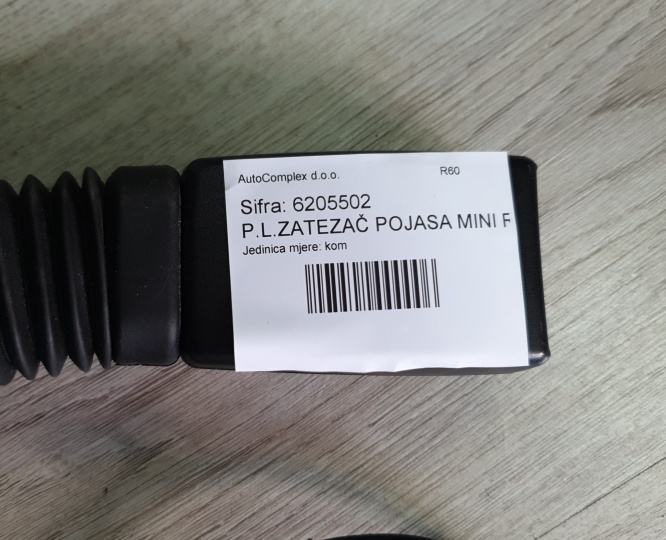 AutoComplex d.o.o. R60
Sifra: 6205502
P.L.ZATEZAČ POJASA MINI
Jedinica mjere: kom